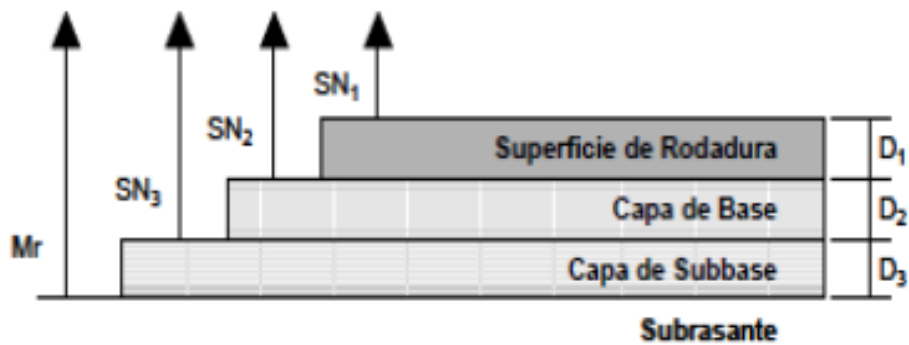 SN₁
SN₂
SN₃
Mr
Superficie de Rodadura D₁
Capa de Base D₂
Capa de Subbase D₃
Subrasante